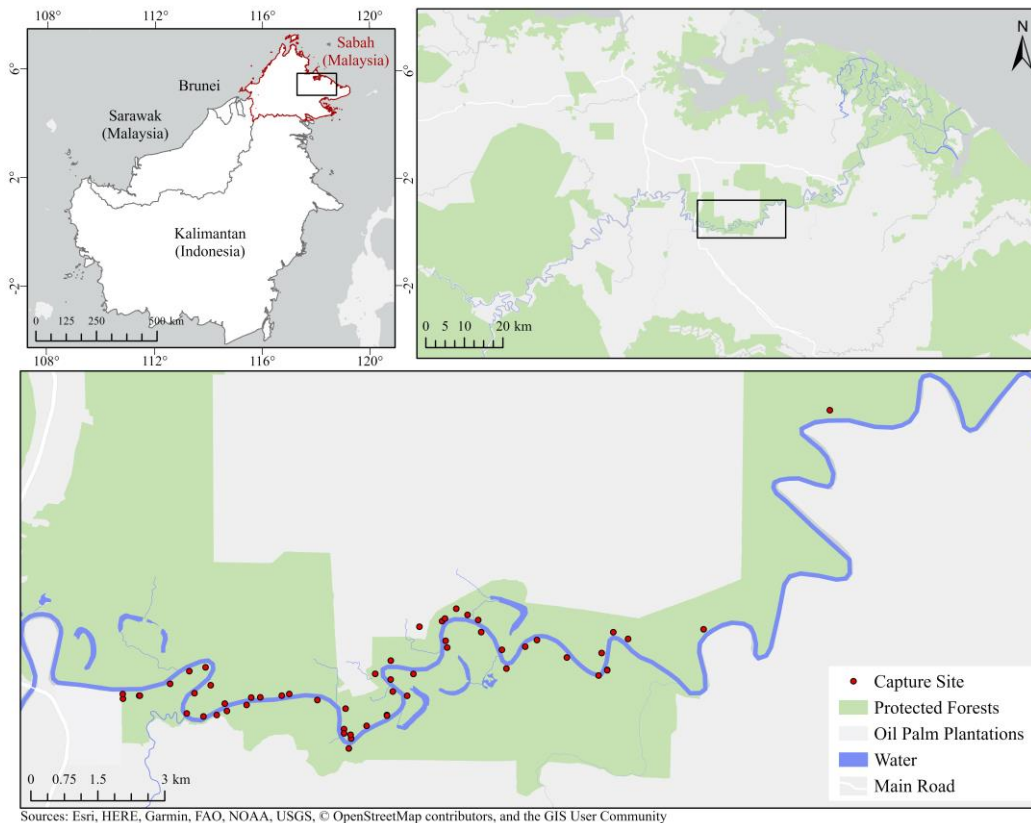 108° 112° 116° 120°
Sabah
(Malaysia)
Brunei
Sarawak
(Malaysia)
Kalimantan
(Indonesia)
6°
2°
-2°
0 125 250 500 km
108° 112° 116° 120°
N
6°
2°
-2°
0 5 10 20 km
Capture Site
Protected Forests
Oil Palm Plantations
Water
Main Road
0 0.75 1.5 3 km
Sources: Esri, HERE, Garmin, FAO, NOAA, USGS, © OpenStreetMap contributors, and the GIS User Community